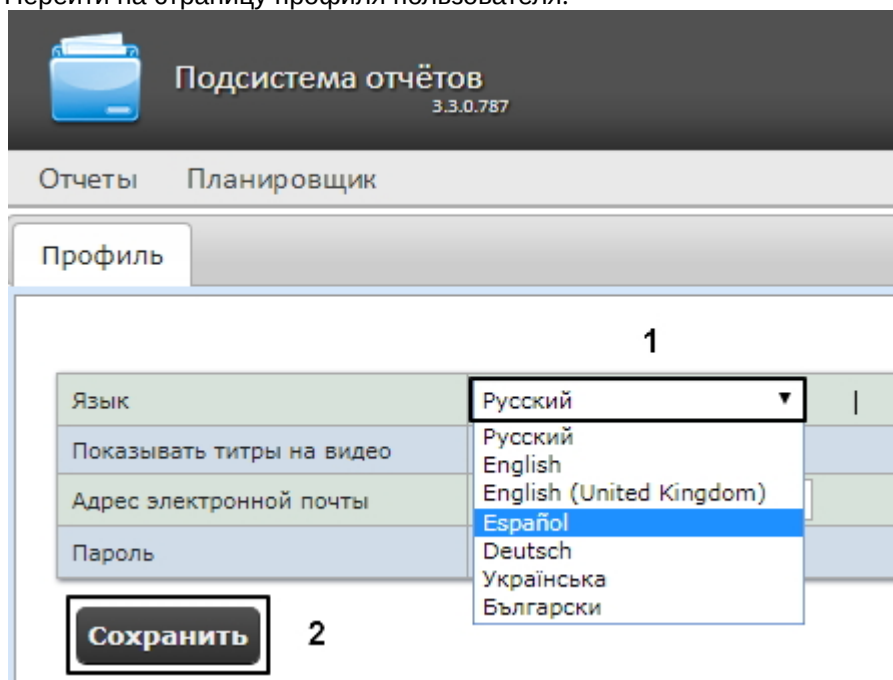 Перейти на страницу профиля пользователя.
Подсистема отчётов
3.3.0.787
Отчеты Планировщик
Профиль
1
Язык Русский
Русский
Показывать титры на видео
English
English (United Kingdom)
Адрес электронной почты
Español
Пароль
Deutsch
Українська
Български
Сохранить 2